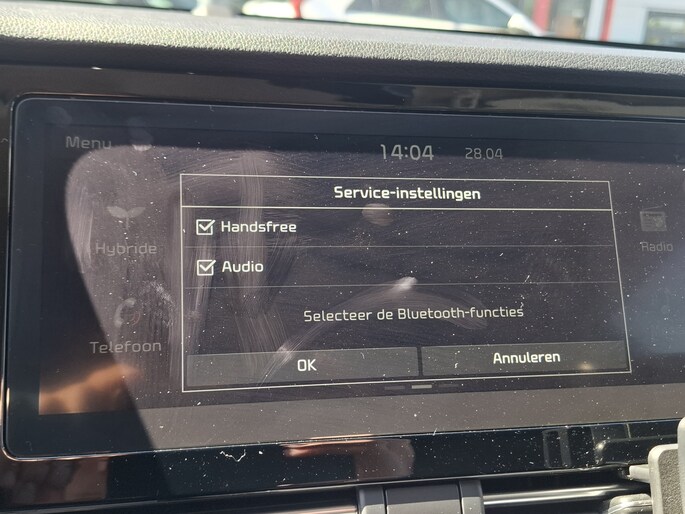 Menu
14:04 28.04
Service-instellingen
Handsfree
Hybride
Radio
Audio
Selecteer de Bluetooth-functies
Telefoon
OK
Annuleren